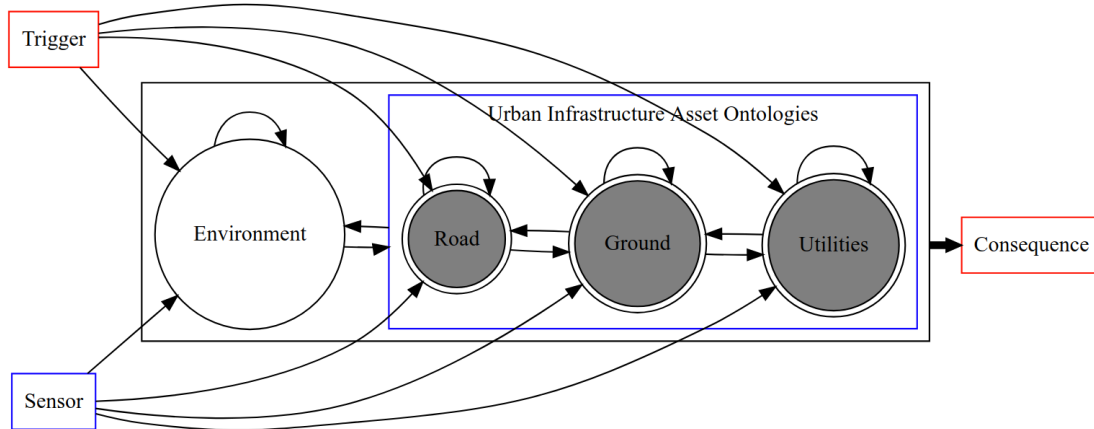 Trigger
Urban Infrastructure Asset Ontologies
Environment
Road
Ground
Utilities
Consequence
Sensor